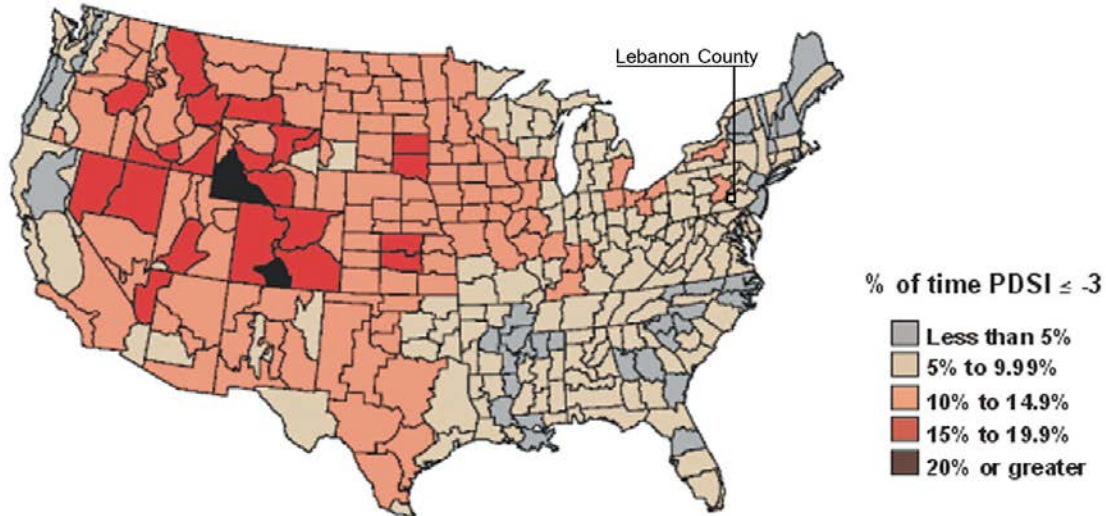 Lebanon County
% of time PDSI ≤ -3
Less than 5%
5% to 9.99%
10% to 14.9%
15% to 19.9%
20% or greater